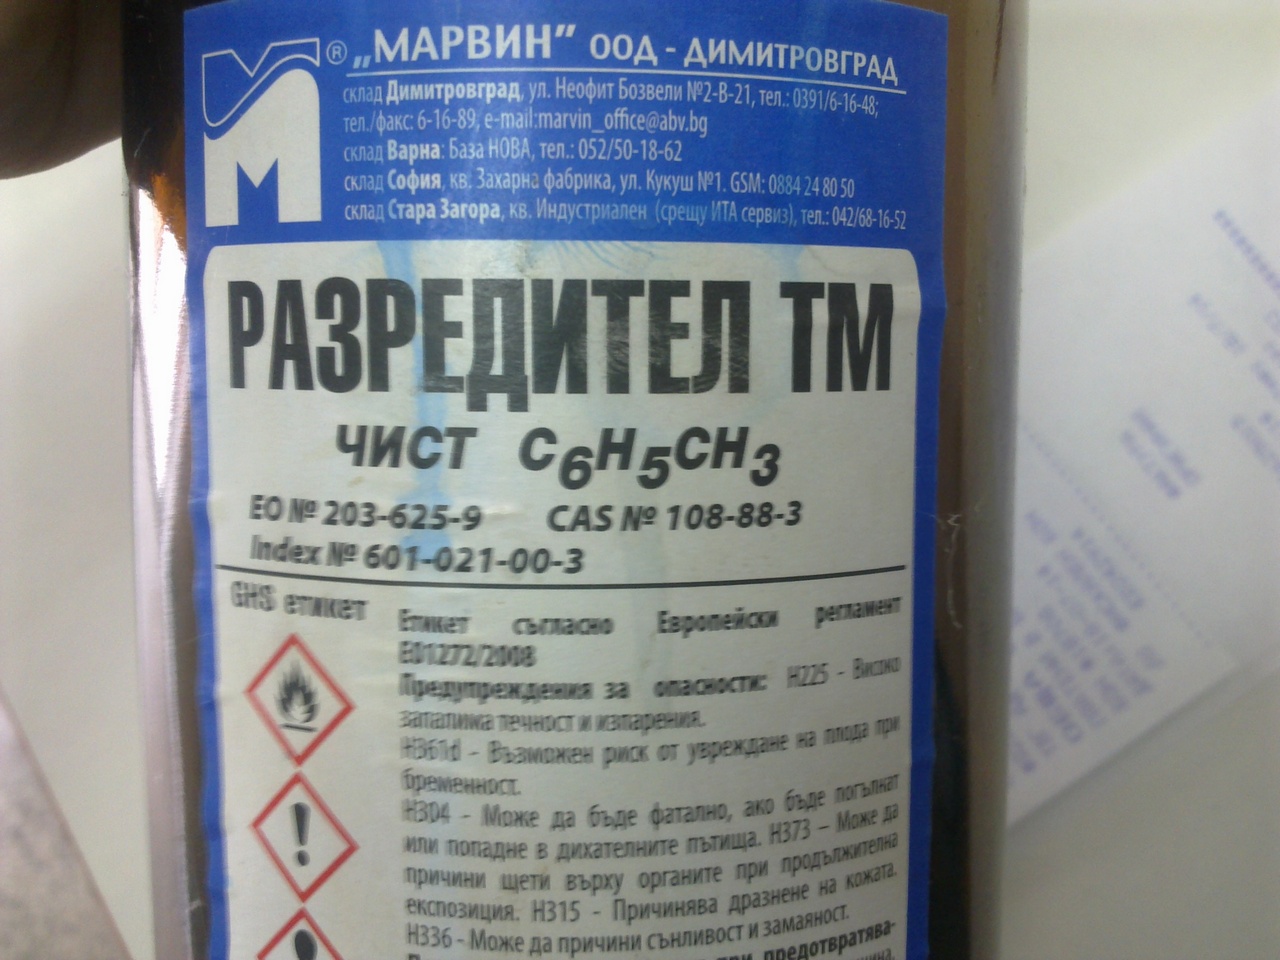 М® „МАРВИН” ООД - ДИМИТРОВГРАД
склад Димитровград, ул. Неофит Бозвели №2-В-21, тел.: 0391/6-16-48;
тел./факс: 6-16-89, e-mail:marvin_office@abv.bg
склад Варна: База НОВА, тел.: 052/50-18-62
склад София, кв. Захарна фабрика, ул. Кукуш №1. GSM: 0884 24 80 50
склад Стара Загора, кв. Индустриален (срещу ИТА сервиз), тел.: 042/68-16-52
РАЗРЕДИТЕЛ ТМ
ЧИСТ C6H5CH3
ЕО № 203-625-9 CAS № 108-88-3
Index № 601-021-00-3
GHS етикет
Етикет съгласно Европейски регламент
ЕО1272/2008
Предупреждения за опасности: H225 - Високо
запалима течност и изпарения.
H361d - Възможен риск от увреждане на плода при
бременност.
H304 - Може да бъде фатално, ако бъде погълнат
или попадне в дихателните пътища. H373 – Може да
причини щети върху органите при продължителна
експозиция. H315 - Причинява дразнене на кожата.
H336 - Може да причини сънливост и замаяност.
при предотвратява-